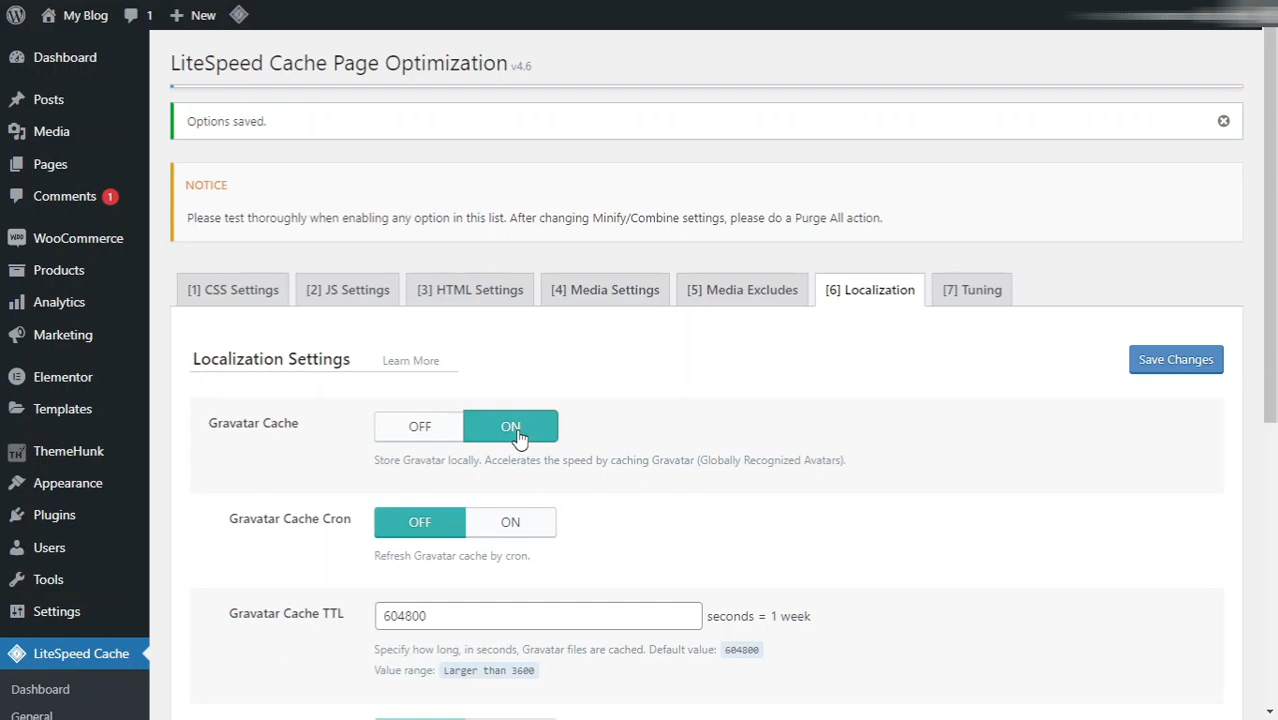 My Blog 1 New
Dashboard
Posts
Media
Pages
Comments 1
WooCommerce
Products
Analytics
Marketing
Elementor
Templates
ThemeHunk
Appearance
Plugins
Users
Tools
Settings
LiteSpeed Cache
Dashboard
General
LiteSpeed Cache Page Optimization v4.6
Options saved.
NOTICE
Please test thoroughly when enabling any option in this list. After changing Minify/Combine settings, please do a Purge All action.
[1] CSS Settings [2] JS Settings [3] HTML Settings [4] Media Settings [5] Media Excludes [6] Localization [7] Tuning
Localization Settings Learn More Save Changes
Gravatar Cache OFF ON
Store Gravatar locally. Accelerates the speed by caching Gravatar (Globally Recognized Avatars).
Gravatar Cache Cron OFF ON
Refresh Gravatar cache by cron.
Gravatar Cache TTL 604800 seconds = 1 week
Specify how long, in seconds, Gravatar files are cached. Default value: 604800
Value range: Larger than 3600